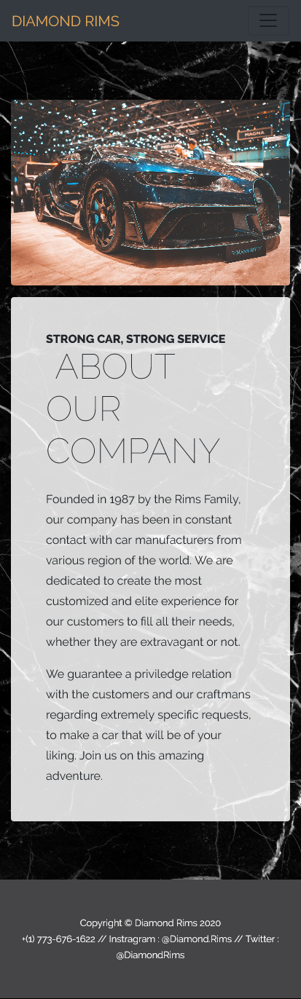 DIAMOND RIMS
MAGNA
MANSORY
STRONG CAR, STRONG SERVICE
ABOUT
OUR
COMPANY
Founded in 1987 by the Rims Family,
our company has been in constant
contact with car manufacturers from
various region of the world. We are
dedicated to create the most
customized and elite experience for
our customers to fill all their needs,
whether they are extravagant or not.
We guarantee a priviledge relation
with the customers and our craftmans
regarding extremely specific requests,
to make a car that will be of your
liking. Join us on this amazing
adventure.
Copyright © Diamond Rims 2020
+(1) 773-676-1622 // Instragram : @Diamond.Rims // Twitter :
@DiamondRims